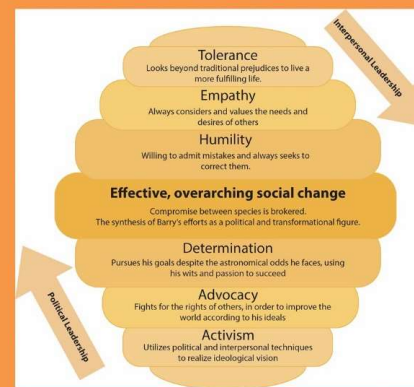 Tolerance
Looks beyond traditional prejudices to live a
more fulfilling life.
Interpersonal Leadership
Empathy
Always considers and values the needs and
desires of others
Humility
Willing to admit mistakes and always seeks to
correct them.
Effective, overarching social change
Compromise between species is brokered.
The synthesis of Barry's efforts as a political and transformational figure.
Determination
Pursues his goals despite the astronomical odds he faces, using
his wits and passion to succeed
Political Leadership
Advocacy
Fights for the rights of others, in order to improve the
world according to his ideals
Activism
Utilizes political and interpersonal techniques
to realize ideological vision